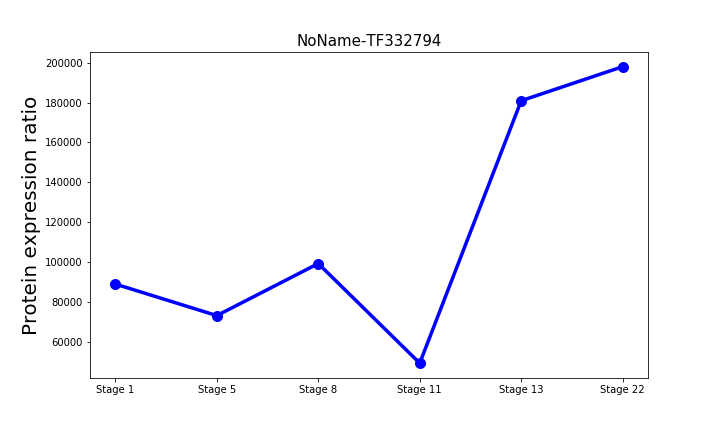 NoName-TF332794
Protein expression ratio
200000
180000
160000
140000
120000
100000
80000
60000
Stage 1 Stage 5 Stage 8 Stage 11 Stage 13 Stage 22